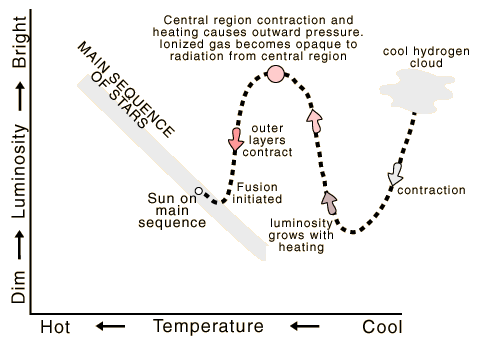 Central region contraction and
heating causes outward pressure.
Ionized gas becomes opaque to
radiation from central region
cool hydrogen
cloud
MAIN SEQUENCE
OF STARS
outer
layers
contract
contraction
Fusion
initiated
Sun on
main
sequence
luminosity
grows with
heating
Dim Luminosity Bright
Hot Temperature Cool